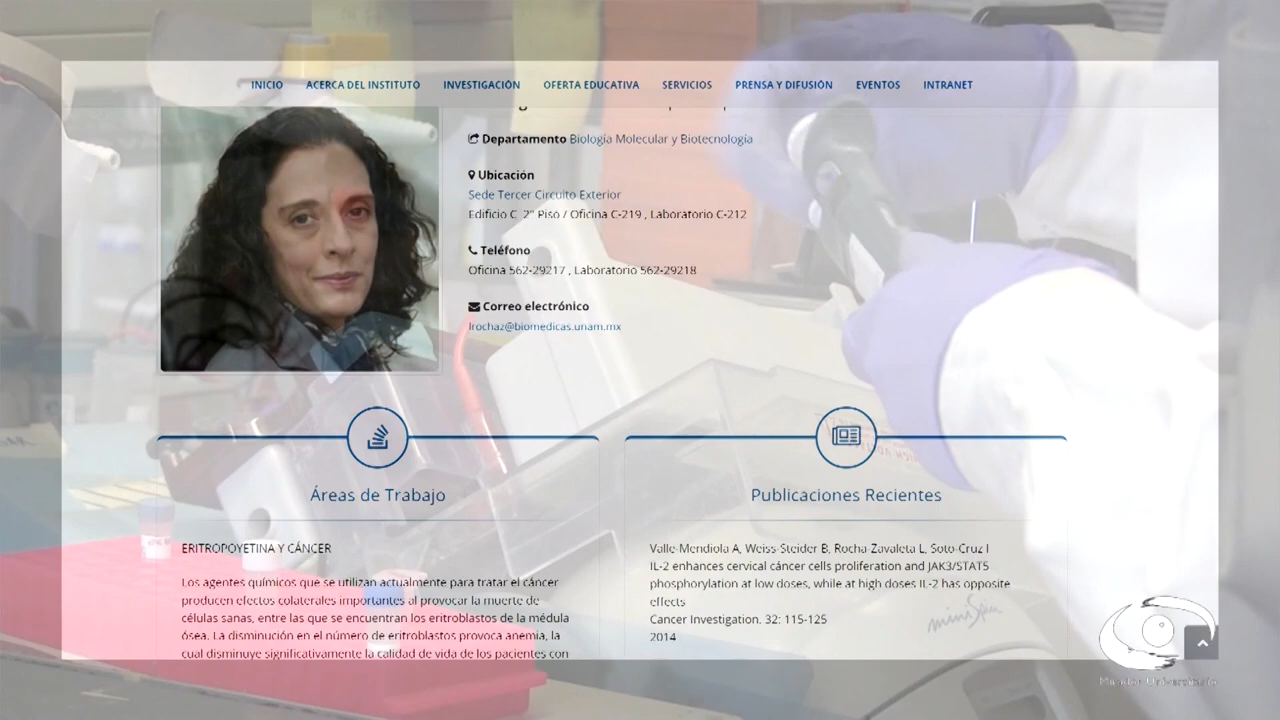 INICIO ACERCA DEL INSTITUTO INVESTIGACIÓN OFERTA EDUCATIVA SERVICIOS PRENSA Y DIFUSIÓN EVENTOS INTRANET
Departamento Biología Molecular y Biotecnología
Ubicación
Sede Tercer Circuito Exterior
Edificio C 2° Piso / Oficina C-219 , Laboratorio C-212
Teléfono
Oficina 562-29217 , Laboratorio 562-29218
Correo electrónico
lrochaz@biomedicas.unam.mx
Áreas de Trabajo
ERITROPOYETINA Y CÁNCER
Los agentes químicos que se utilizan actualmente para tratar el cáncer
producen efectos colaterales importantes al provocar la muerte de
células sanas, entre las que se encuentran los eritroblastos de la médula
ósea. La disminución en el número de eritroblastos provoca anemia, la
cual disminuye significativamente la calidad de vida de los pacientes con
Publicaciones Recientes
Valle-Mendiola A, Weiss-Steider B, Rocha-Zavaleta L, Soto-Cruz I
IL-2 enhances cervical cáncer cells proliferation and JAK3/STAT5
phosphorylation at low doses, while at high doses IL-2 has opposite
effects
Cancer Investigation. 32: 115-125
2014
Mirador Universitario